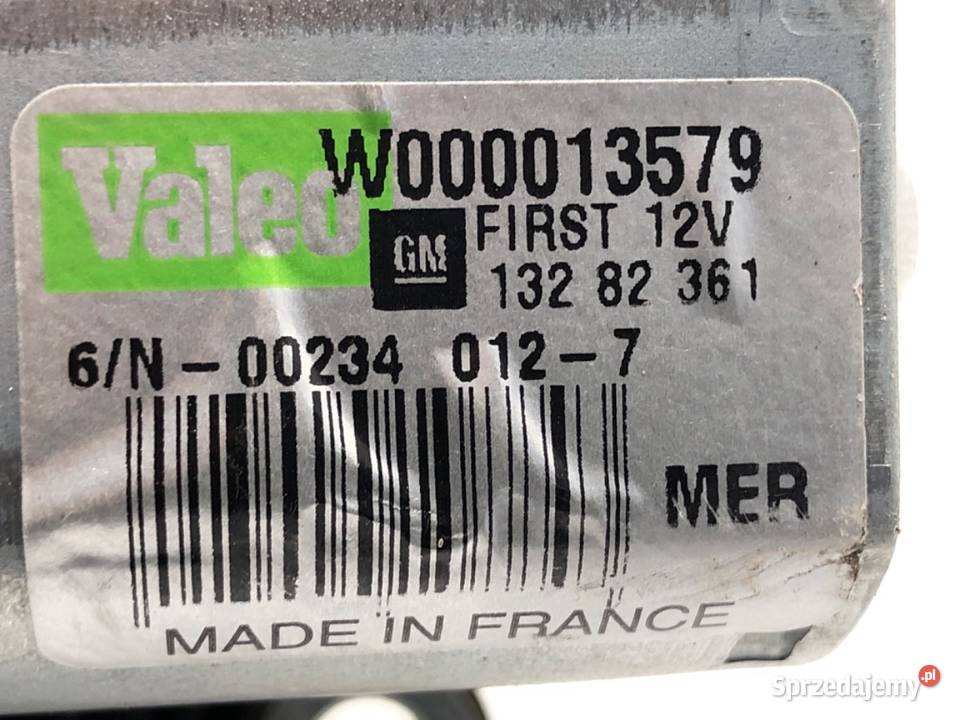 Valeo W000013579
GM FIRST 12V
132 82 361
6/N-00234 012-7
MER
MADE IN FRANCE
Sprzedajemy.pl